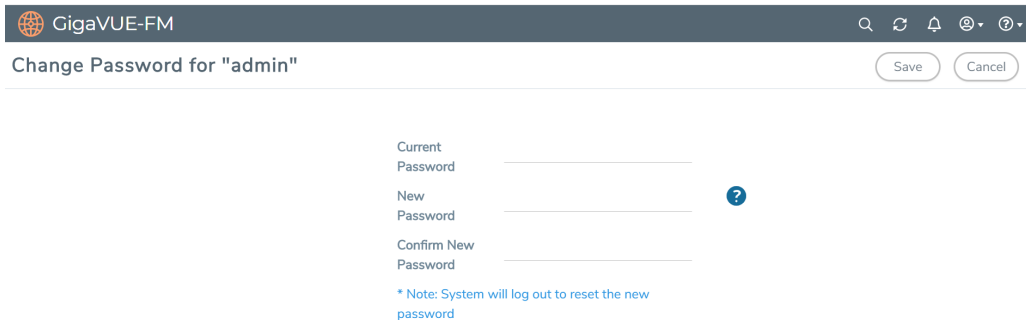 GigaVUE-FM
Change Password for "admin"
Save
Cancel
Current
Password
New
Password
?
Confirm New
Password
* Note: System will log out to reset the new
password